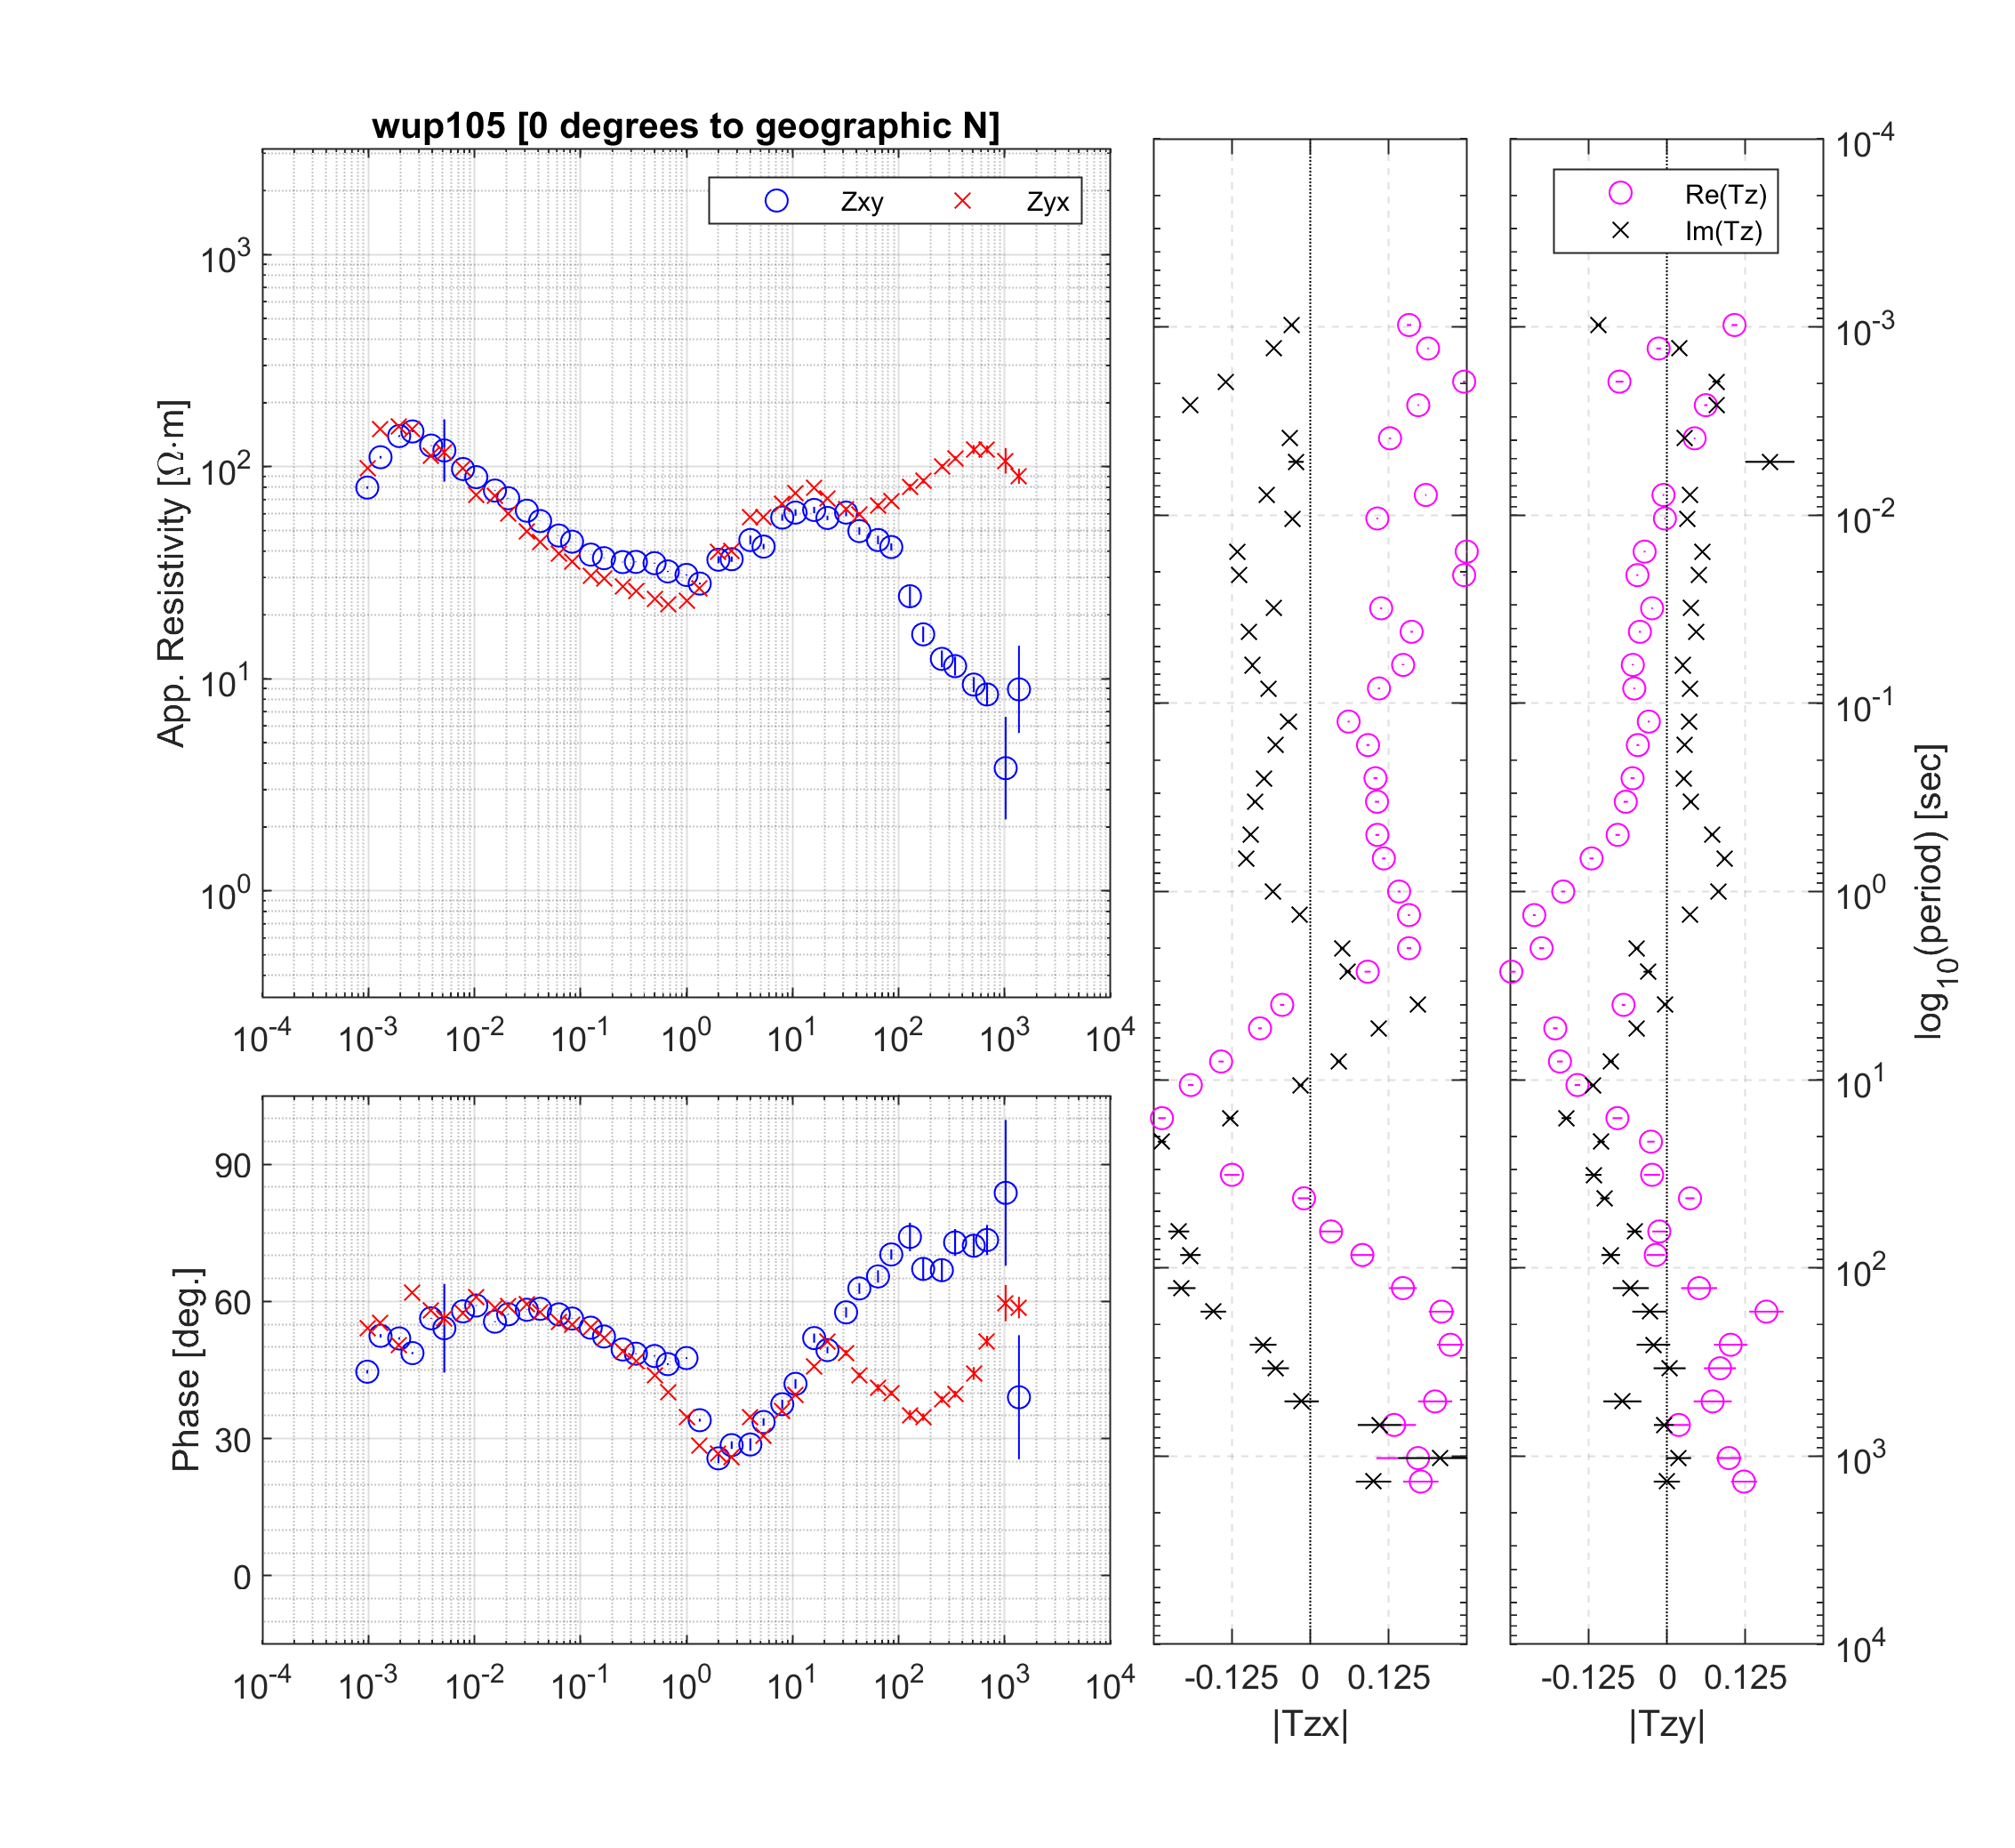 wup105 [0 degrees to geographic N]
Zxy Zyx
App. Resistivity [Ω·m]
10^3
10^2
10^1
10^0
10^-4 10^-3 10^-2 10^-1 10^0 10^1 10^2 10^3 10^4
Phase [deg.]
90
60
30
0
10^-4 10^-3 10^-2 10^-1 10^0 10^1 10^2 10^3 10^4
-0.125 0 0.125
|Tzx|
Re(Tz)
Im(Tz)
-0.125 0 0.125
|Tzy|
10^-4
10^-3
10^-2
10^-1
10^0
10^1
10^2
10^3
10^4
log_10(period) [sec]